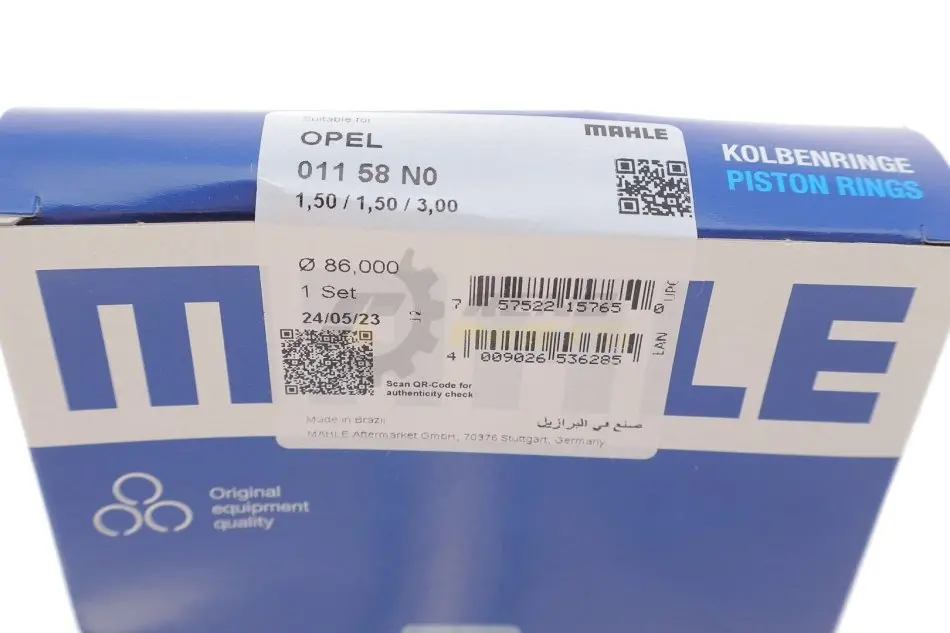 Suitable for
OPEL
MAHLE
011 58 N0
1,50 / 1,50 / 3,00
KOLBENRINGE
PISTON RINGS
Ø 86,000
1 Set
24/05/23
7 57522 15765 0
UPC
4 009026 536285
EAN
Scan QR-Code for
authenticity check
Made in Brazil
صنع في البرازيل
MAHLE Aftermarket GmbH, 70376 Stuttgart, Germany
MAHLE
Original
equipment
quality